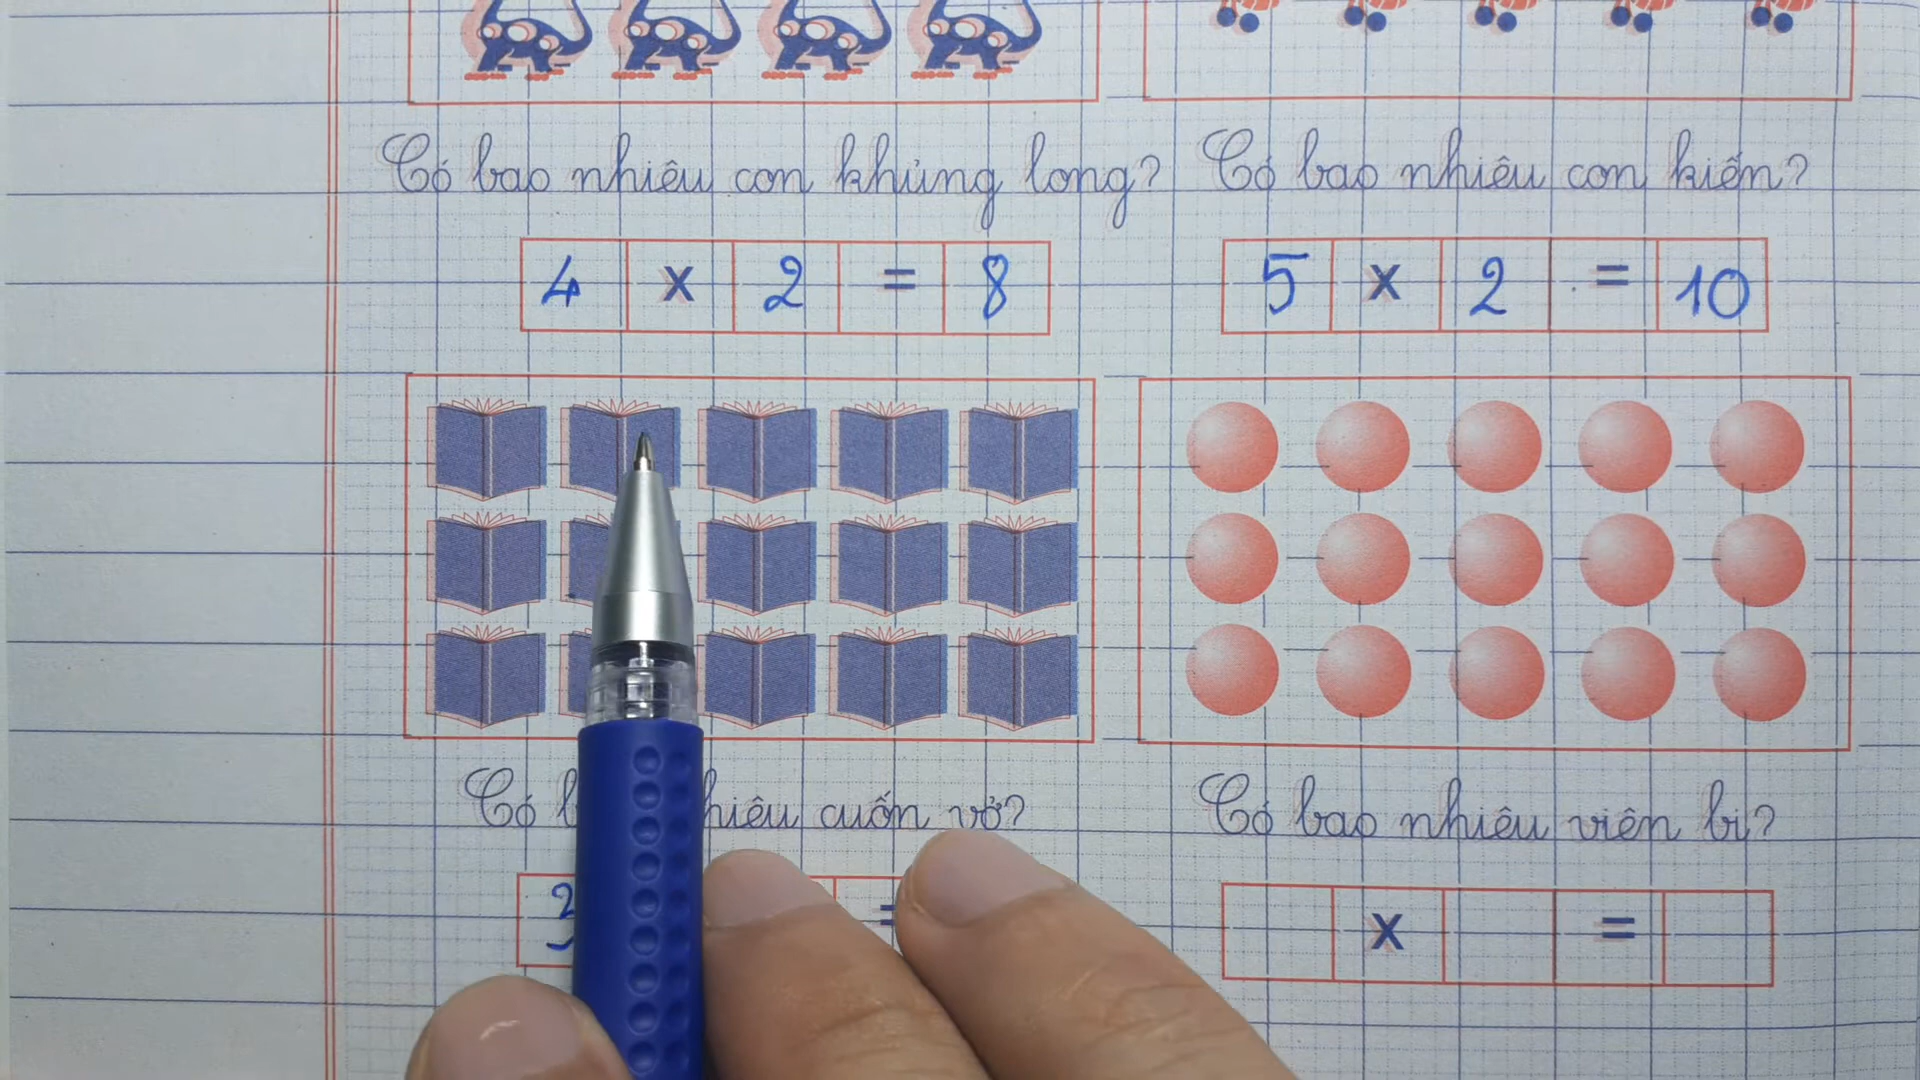 Có bao nhiêu con khủng long? Có bao nhiêu con kiến?
4 x 2 = 8 5 x 2 = 10
Có hiêu cuốn vở? Có bao nhiêu viên bi?
= x =